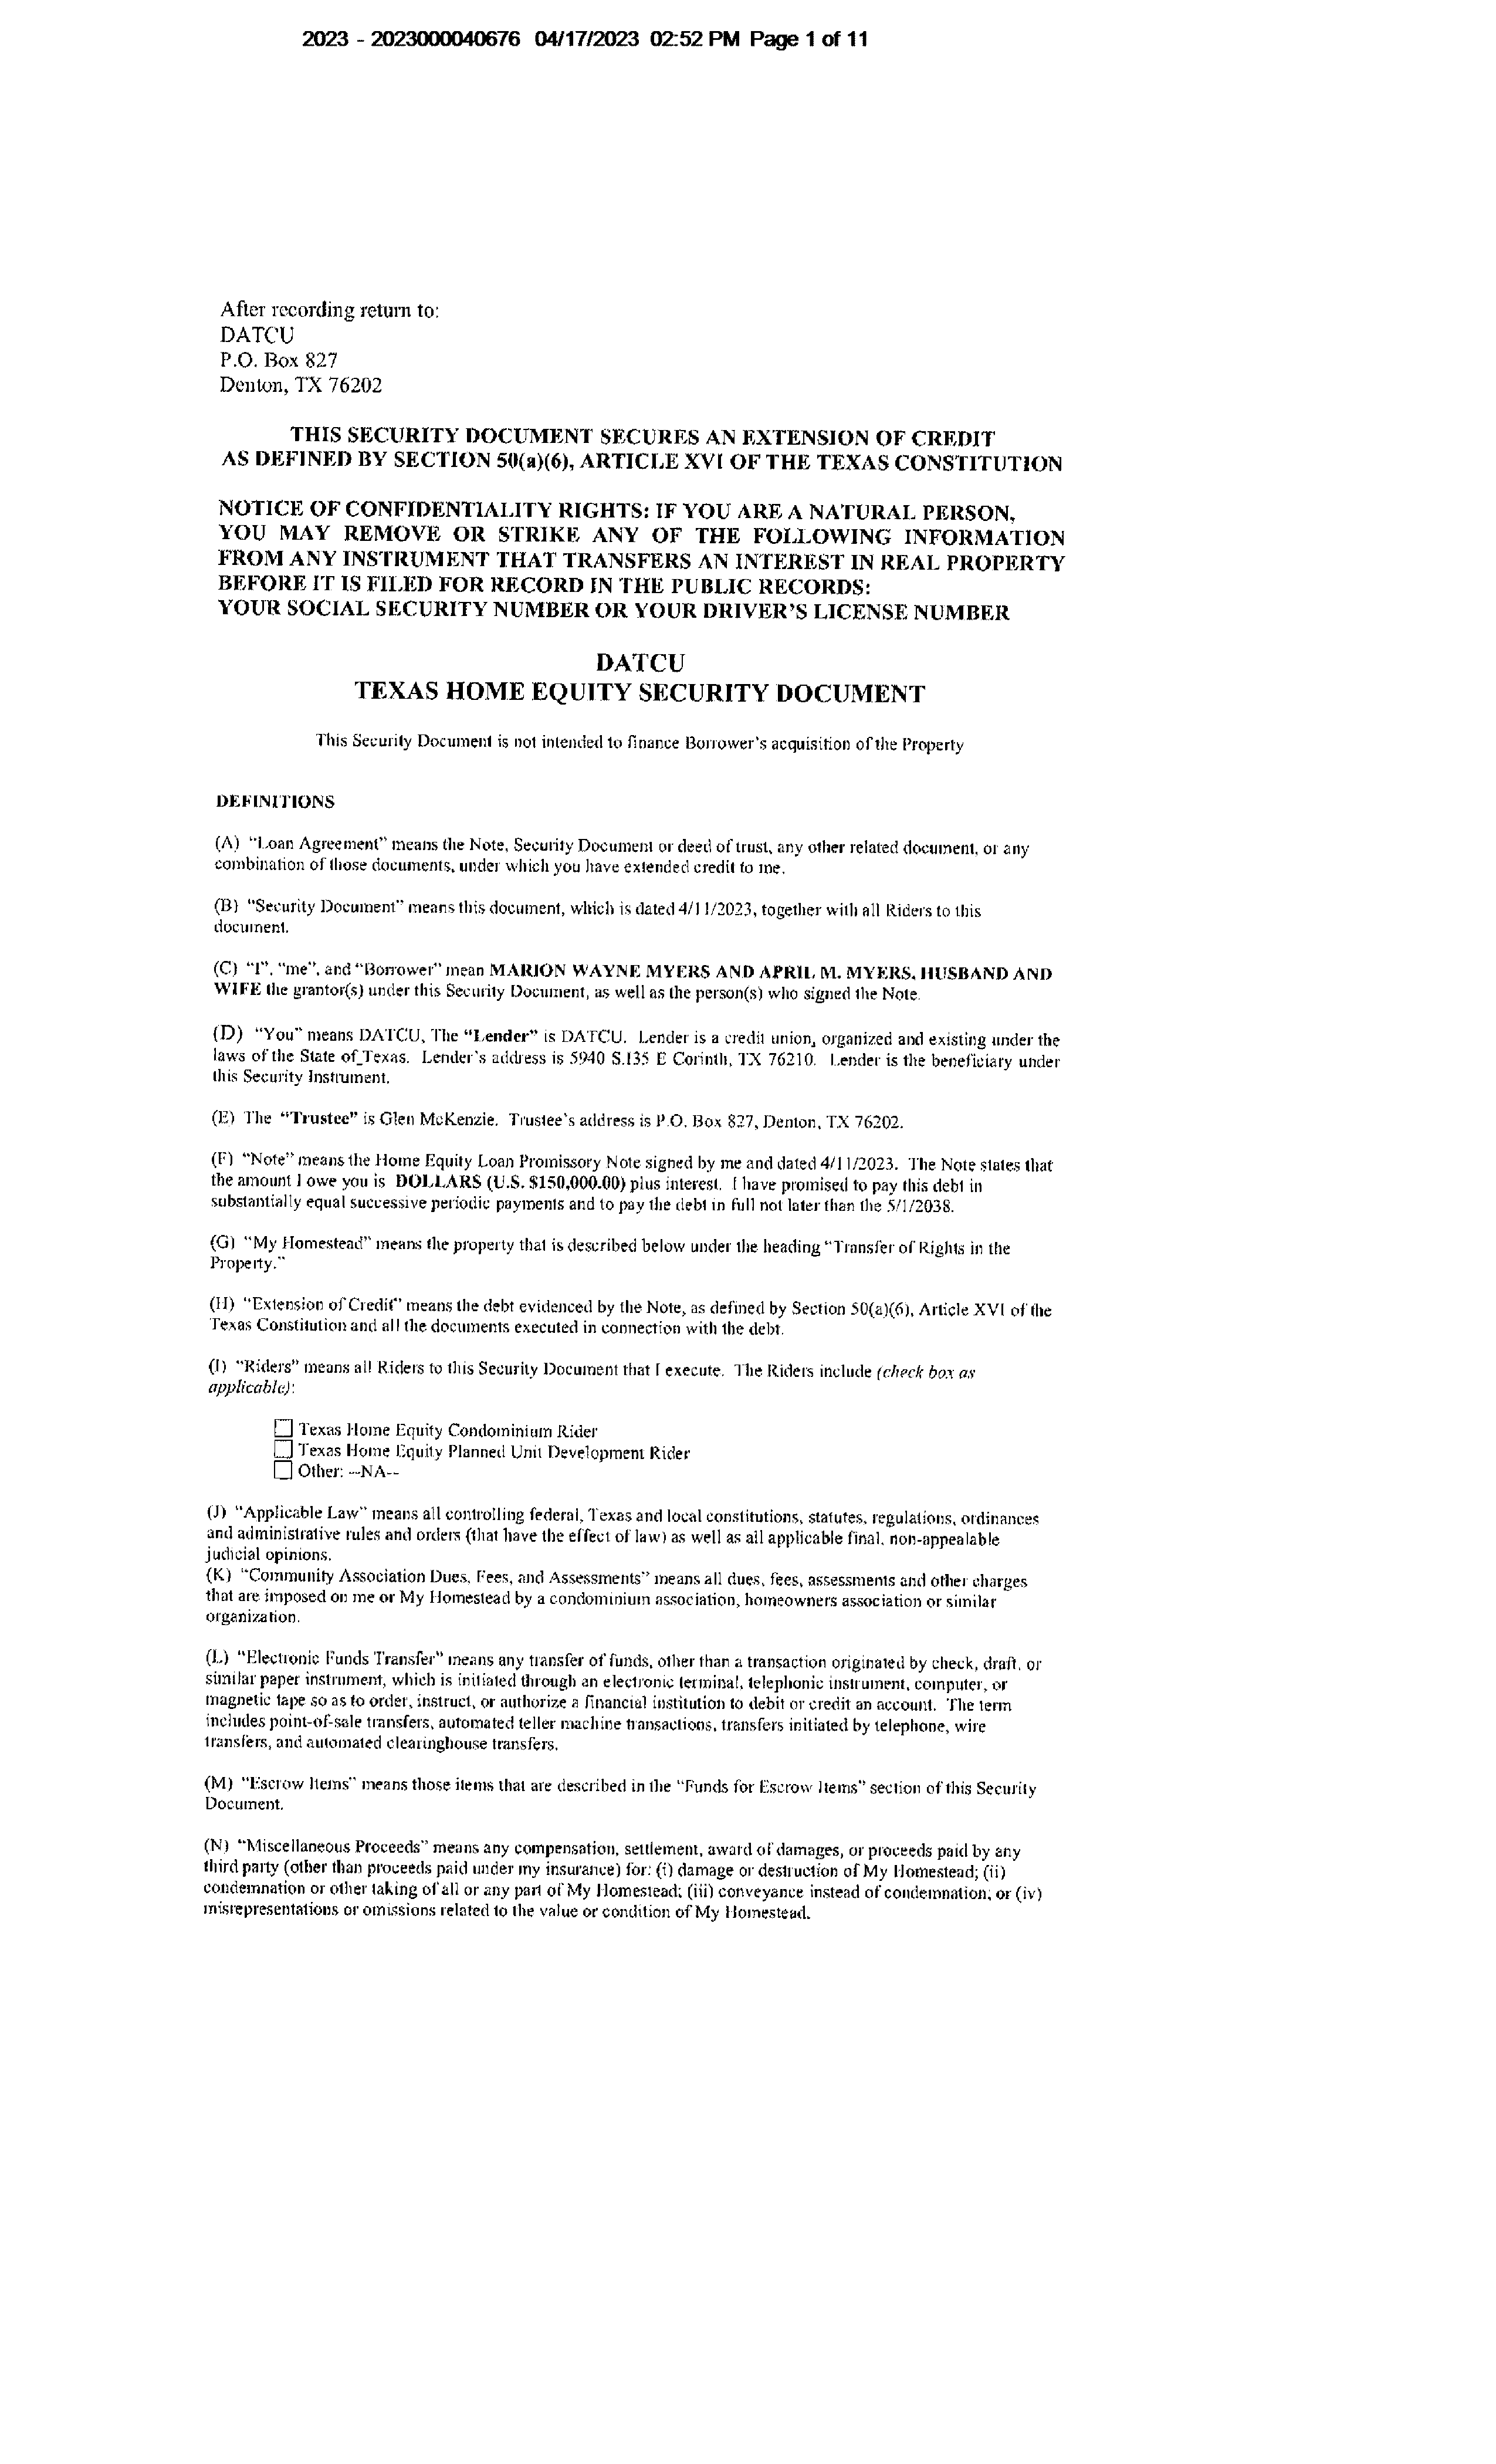 2023 - 2023000040676 04/17/2023 02:52 PM Page 1 of 11
After recording return to:
DATCU
P.O. Box 827
Denton, TX 76202
THIS SECURITY DOCUMENT SECURES AN EXTENSION OF CREDIT
AS DEFINED BY SECTION 50(a)(6), ARTICLE XVI OF THE TEXAS CONSTITUTION
NOTICE OF CONFIDENTIALITY RIGHTS: IF YOU ARE A NATURAL PERSON,
YOU MAY REMOVE OR STRIKE ANY OF THE FOLLOWING INFORMATION
FROM ANY INSTRUMENT THAT TRANSFERS AN INTEREST IN REAL PROPERTY
BEFORE IT IS FILED FOR RECORD IN THE PUBLIC RECORDS:
YOUR SOCIAL SECURITY NUMBER OR YOUR DRIVER'S LICENSE NUMBER
DATCU
TEXAS HOME EQUITY SECURITY DOCUMENT
This Security Document is not intended to finance Borrower's acquisition of the Property
DEFINITIONS
(A) "Loan Agreement" means the Note, Security Document or deed of trust, any other related document, or any
combination of those documents, under which you have extended credit to me.
(B) "Security Document" means this document, which is dated 4/11/2023, together with all Riders to this
document.
(C) "I", "me", and "Borrower" mean MARION WAYNE MYERS AND APRIL M. MYERS, HUSBAND AND
WIFE the grantor(s) under this Security Document, as well as the person(s) who signed the Note.
(D) "You" means DATCU, The "Lender" is DATCU. Lender is a credit union, organized and existing under the
laws of the State of Texas. Lender's address is 5940 S.I35 E Corinth, TX 76210. Lender is the beneficiary under
this Security Instrument.
(E) The "Trustee" is Glen McKenzie. Trustee's address is P.O. Box 827, Denton, TX 76202.
(F) "Note" means the Home Equity Loan Promissory Note signed by me and dated 4/11/2023. The Note states that
the amount I owe you is DOLLARS (U.S. $150,000.00) plus interest. I have promised to pay this debt in
substantially equal successive periodic payments and to pay the debt in full not later than the 5/1/2038.
(G) "My Homestead" means the property that is described below under the heading "Transfer of Rights in the
Property."
(H) "Extension of Credit" means the debt evidenced by the Note, as defined by Section 50(a)(6), Article XVI of the
Texas Constitution and all the documents executed in connection with the debt.
(I) "Riders" means all Riders to this Security Document that I execute. The Riders include (check box as
applicable):
☐ Texas Home Equity Condominium Rider
☐ Texas Home Equity Planned Unit Development Rider
☐ Other: --NA--
(J) "Applicable Law" means all controlling federal, Texas and local constitutions, statutes, regulations, ordinances
and administrative rules and orders (that have the effect of law) as well as all applicable final, non-appealable
judicial opinions.
(K) "Community Association Dues, Fees, and Assessments" means all dues, fees, assessments and other charges
that are imposed on me or My Homestead by a condominium association, homeowners association or similar
organization.
(L) "Electronic Funds Transfer" means any transfer of funds, other than a transaction originated by check, draft, or
similar paper instrument, which is initiated through an electronic terminal, telephonic instrument, computer, or
magnetic tape so as to order, instruct, or authorize a financial institution to debit or credit an account. The term
includes point-of-sale transfers, automated teller machine transactions, transfers initiated by telephone, wire
transfers, and automated clearinghouse transfers.
(M) "Escrow Items" means those items that are described in the "Funds for Escrow Items" section of this Security
Document.
(N) "Miscellaneous Proceeds" means any compensation, settlement, award of damages, or proceeds paid by any
third party (other than proceeds paid under my insurance) for: (i) damage or destruction of My Homestead; (ii)
condemnation or other taking of all or any part of My Homestead; (iii) conveyance instead of condemnation; or (iv)
misrepresentations or omissions related to the value or condition of My Homestead.